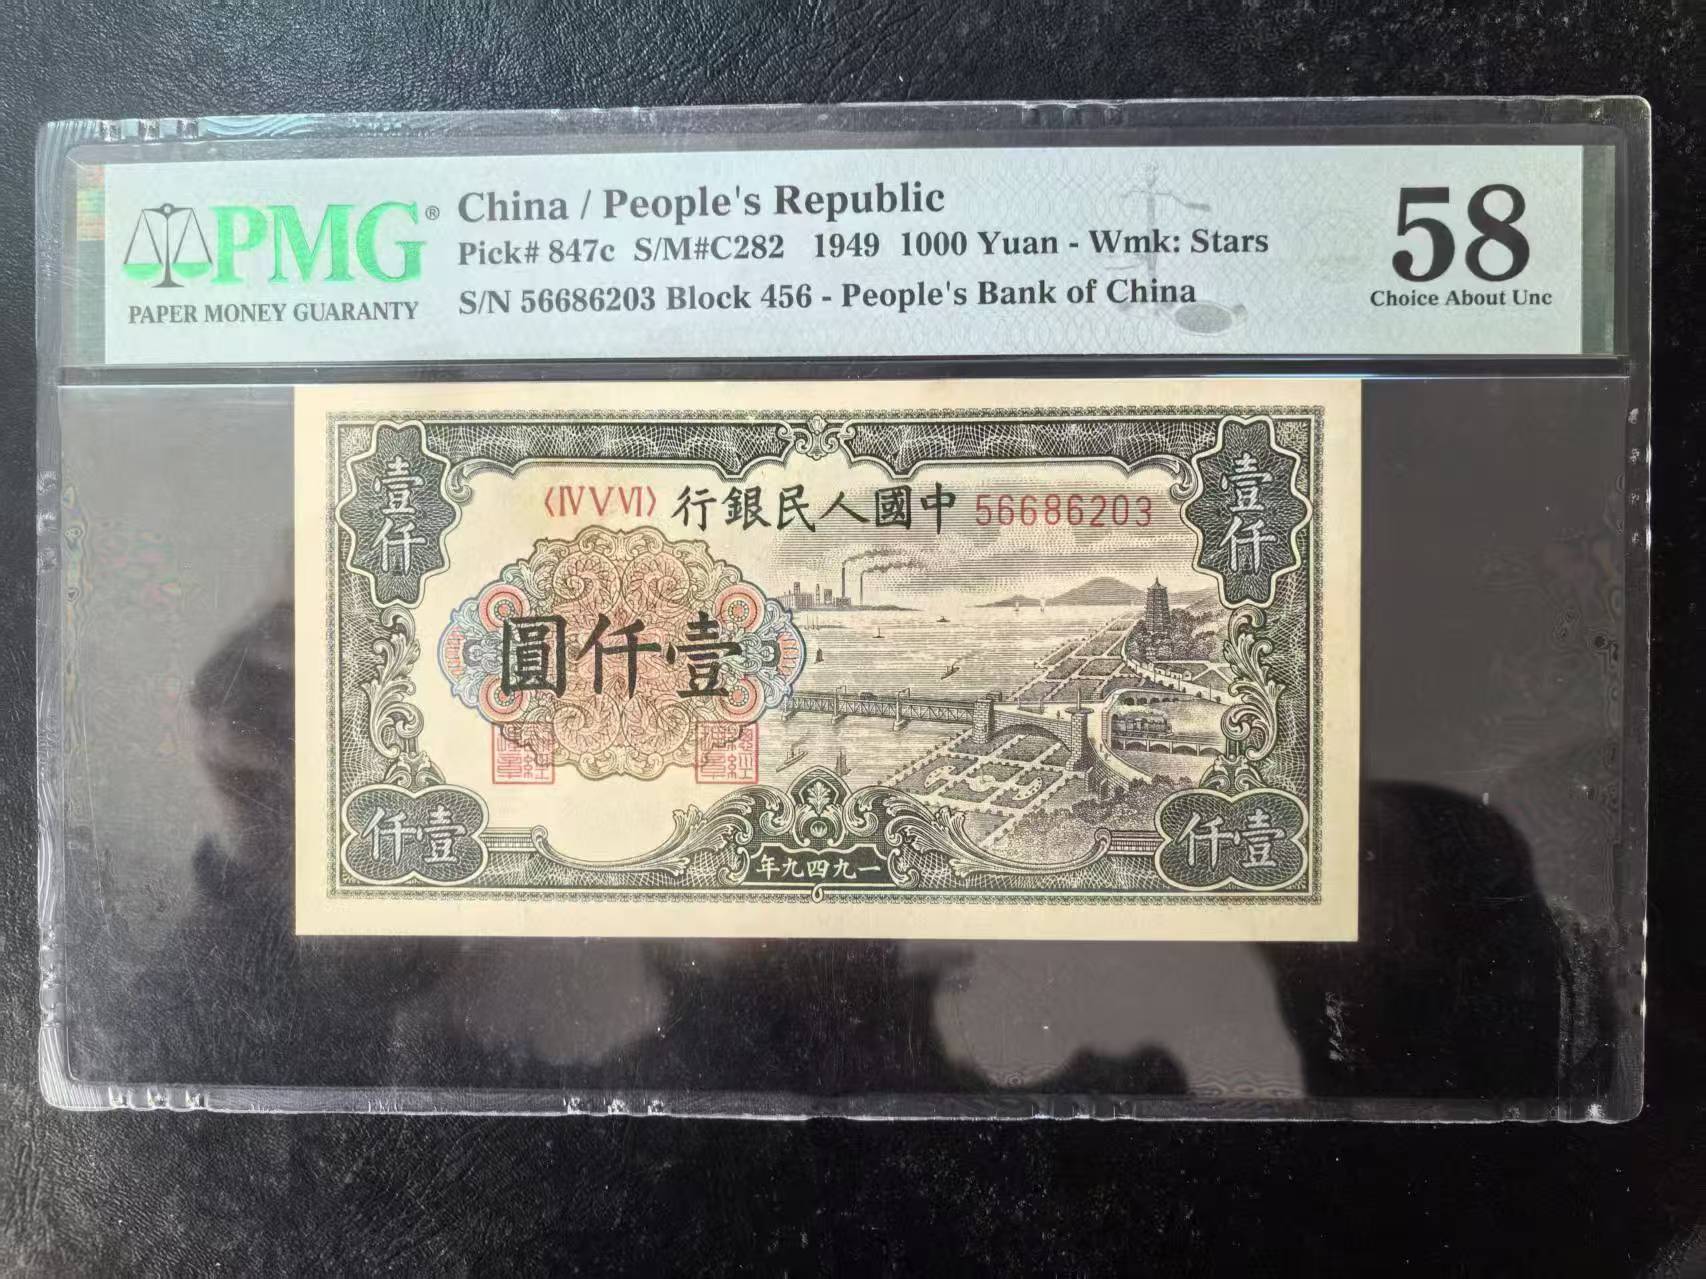 PMG®
PAPER MONEY GUARANTY
China / People's Republic
Pick# 847c S/M#C282 1949 1000 Yuan - Wmk: Stars
S/N 56686203 Block 456 - People's Bank of China
58
Choice About Unc
壹仟
壹仟
〈ⅣⅤⅥ〉
行銀民人國中
56686203
圓仟壹
仟壹
仟壹
年九四九一